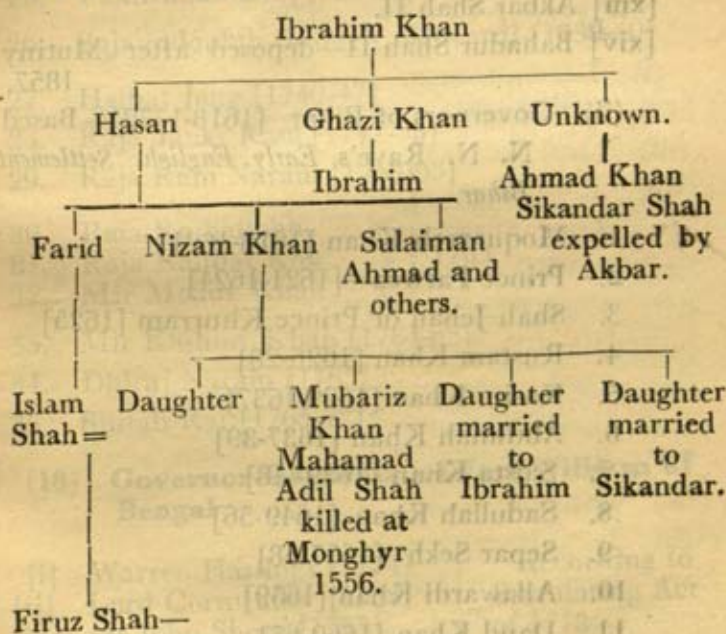 Ibrahim Khan
Hasan Ghazi Khan Unknown.
Ibrahim Ahmad Khan
Sikandar Shah
expelled by
Akbar.
Farid Nizam Khan Sulaiman
Ahmad and
others.
Islam
Shah=
Daughter
Mubariz
Khan
Mahamad
Adil Shah
killed at
Monghyr
1556.
Daughter
married
to
Ibrahim
Daughter
married
to
Sikandar.
Firuz Shah—